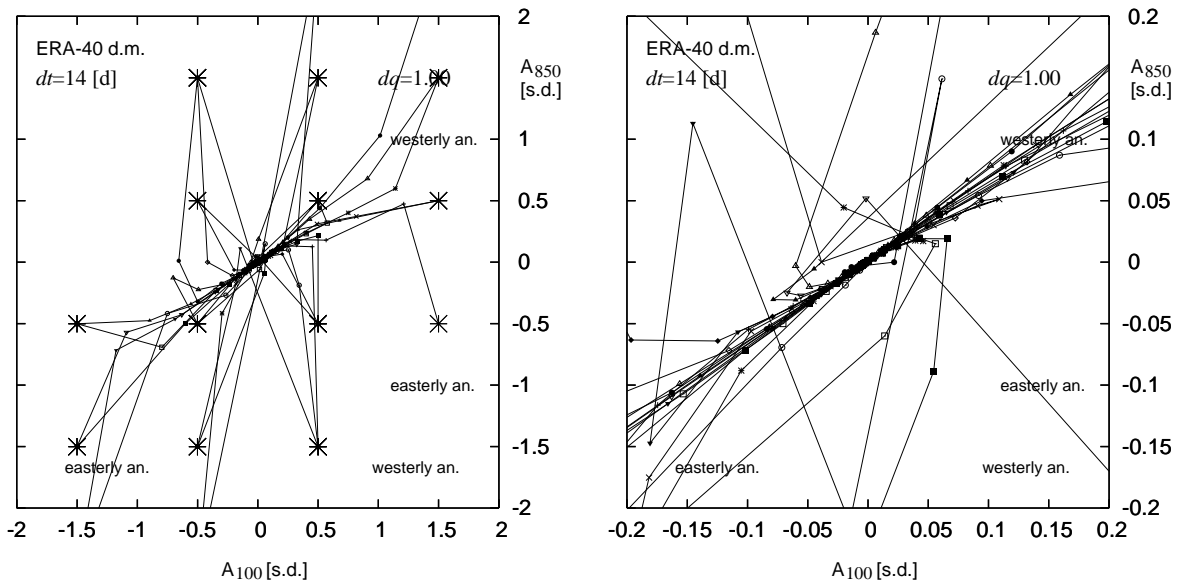 2
ERA-40 d.m.
A850
[s.d.]
dt=14 [d]
dq=1.00
1.5
1
westerly an.
0.5
0
-0.5
easterly an.
-1
-1.5
easterly an.
westerly an.
-2
-2 -1.5 -1 -0.5 0 0.5 1 1.5 2
A100 [s.d.]
0.2
ERA-40 d.m.
A850
[s.d.]
dt=14 [d]
dq=1.00
0.15
0.1
westerly an.
0.05
0
-0.05
easterly an.
-0.1
-0.15
easterly an.
westerly an.
-0.2
-0.2 -0.15 -0.1 -0.05 0 0.05 0.1 0.15 0.2
A100 [s.d.]